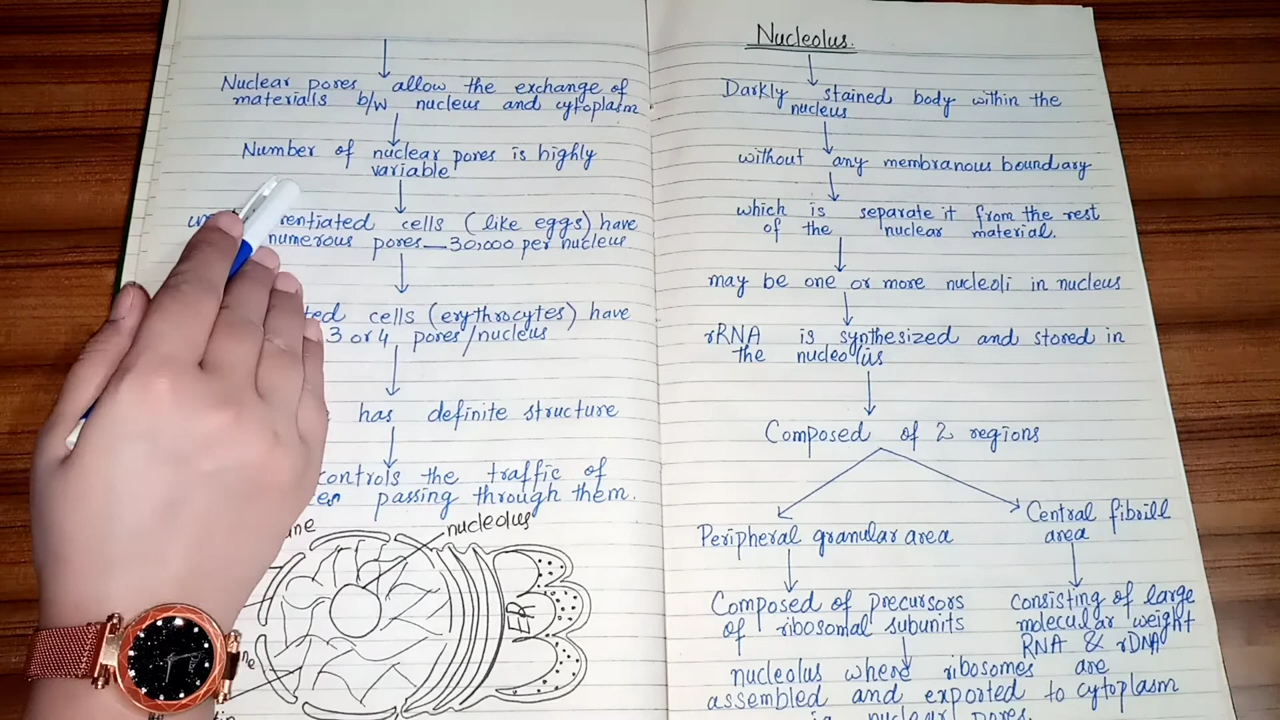 Nuclear pores allow the exchange of
materials b/w nucleus and cytoplasm
Number of nuclear pores is highly
variable
rentiated cells (like eggs) have
numerous pores—30,000 per nucleus
ted cells (erythrocytes) have
3 or 4 pores/nucleus
has definite structure
controls the traffic of
passing through them.
nucleolus
ER
Nucleolus.
Darkly stained body within the
nucleus
without any membranous boundary
which is separate it from the rest
of the nuclear material.
may be one or more nucleoli in nucleus
rRNA is synthesized and stored in
the nucleolus
Composed of 2 regions
Peripheral granular area
Composed of precursors
of ribosomal subunits
Central fibrill
area
consisting of large
molecular weight
RNA & rDNA
nucleolus where ribosomes are
assembled and exported to cytoplasm
nuclear pores.